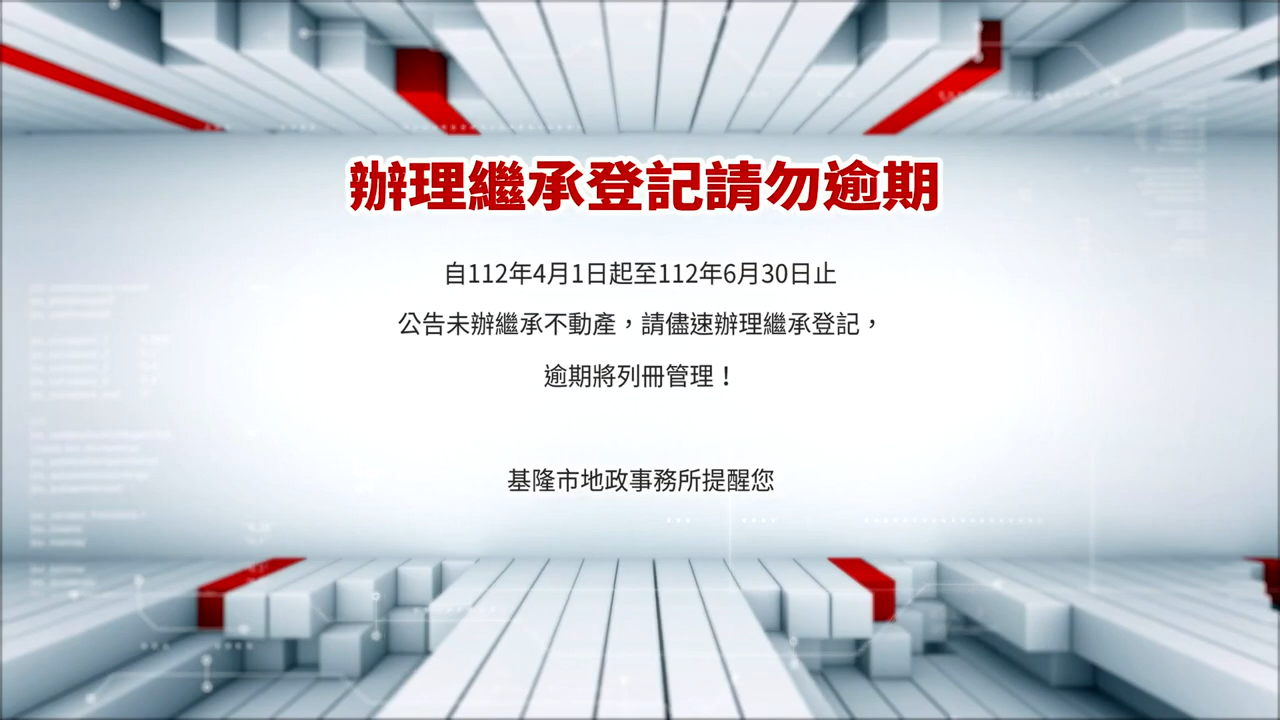 辦理繼承登記請勿逾期
自112年4月1日起至112年6月30日止
公告未辦繼承不動產，請儘速辦理繼承登記，
逾期將列冊管理！
基隆市地政事務所提醒您